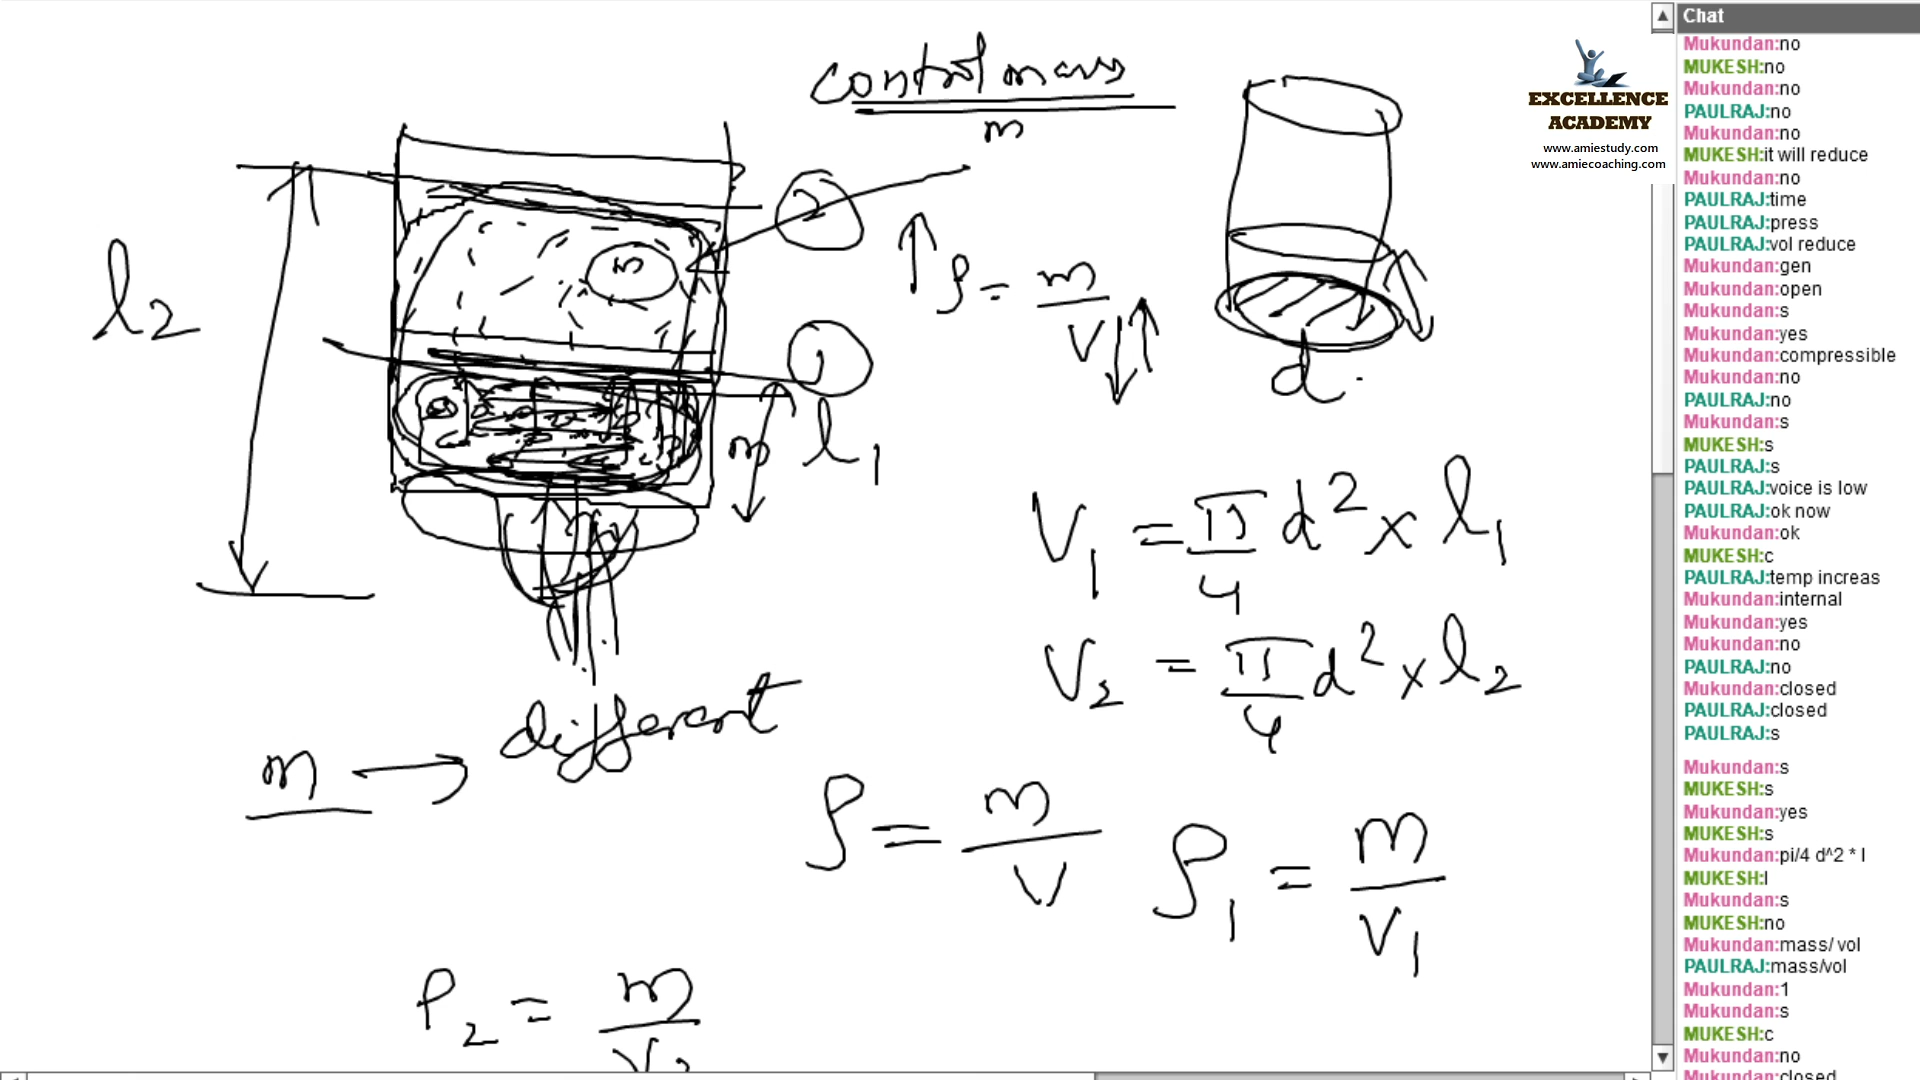 control mass
m
EXCELLENCE
ACADEMY
www.amiestudy.com
www.amiecoaching.com
2
m
l2
ρ = m/V
1
d
m
l1
V1 = π/4 d² x l1
V2 = π/4 d² x l2
m → different
ρ = m/V
ρ1 = m/V1
ρ2 = m/V2
Chat
Mukundan:no
MUKESH:no
Mukundan:no
PAULRAJ:no
Mukundan:no
MUKESH:it will reduce
Mukundan:no
PAULRAJ:time
PAULRAJ:press
PAULRAJ:vol reduce
Mukundan:gen
Mukundan:open
Mukundan:s
Mukundan:yes
Mukundan:compressible
Mukundan:no
PAULRAJ:no
Mukundan:s
MUKESH:s
PAULRAJ:s
PAULRAJ:voice is low
PAULRAJ:ok now
Mukundan:ok
MUKESH:c
PAULRAJ:temp increas
Mukundan:internal
Mukundan:yes
Mukundan:no
PAULRAJ:no
Mukundan:closed
PAULRAJ:closed
PAULRAJ:s
Mukundan:s
MUKESH:s
Mukundan:yes
MUKESH:s
Mukundan:pi/4 d^2 * l
MUKESH:l
Mukundan:s
MUKESH:no
Mukundan:mass/ vol
PAULRAJ:mass/vol
Mukundan:1
Mukundan:s
MUKESH:c
Mukundan:no
Mukundan:closed